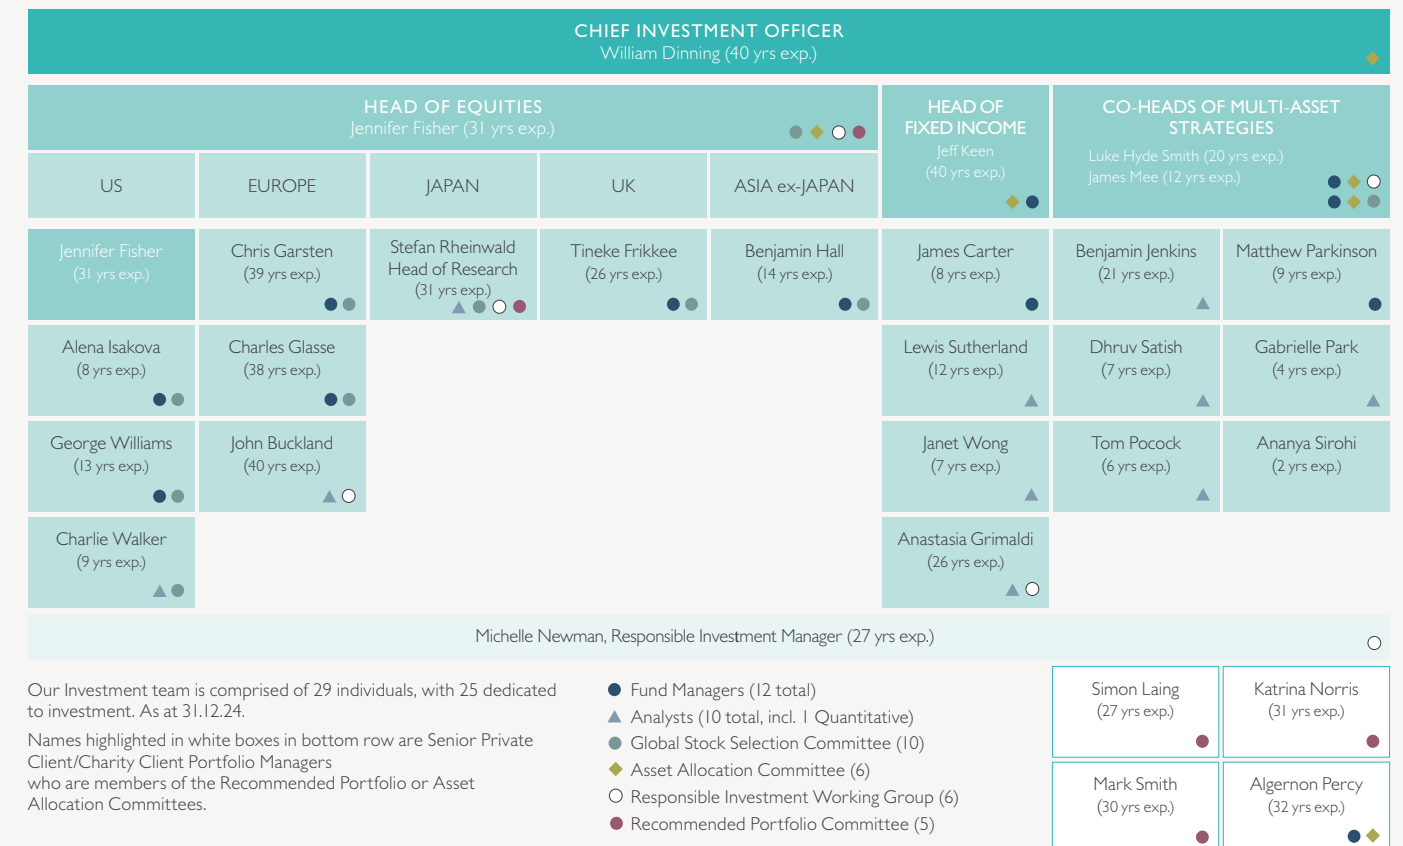 CHIEF INVESTMENT OFFICER
William Dinning (40 yrs exp.)
HEAD OF EQUITIES
Jennifer Fisher (31 yrs exp.)
HEAD OF
FIXED INCOME
Jeff Keen
(40 yrs exp.)
CO-HEADS OF MULTI-ASSET
STRATEGIES
Luke Hyde Smith (20 yrs exp.)
James Mee (12 yrs exp.)
US
EUROPE
JAPAN
UK
ASIA ex-JAPAN
Jennifer Fisher
(31 yrs exp.)
Chris Garsten
(39 yrs exp.)
Stefan Rheinwald
Head of Research
(31 yrs exp.)
Tineke Frikkee
(26 yrs exp.)
Benjamin Hall
(14 yrs exp.)
James Carter
(8 yrs exp.)
Benjamin Jenkins
(21 yrs exp.)
Matthew Parkinson
(9 yrs exp.)
Alena Isakova
(8 yrs exp.)
Charles Glasse
(38 yrs exp.)
Lewis Sutherland
(12 yrs exp.)
Dhruv Satish
(7 yrs exp.)
Gabrielle Park
(4 yrs exp.)
George Williams
(13 yrs exp.)
John Buckland
(40 yrs exp.)
Janet Wong
(7 yrs exp.)
Tom Pocock
(6 yrs exp.)
Ananya Sirohi
(2 yrs exp.)
Charlie Walker
(9 yrs exp.)
Anastasia Grimaldi
(26 yrs exp.)
Michelle Newman, Responsible Investment Manager (27 yrs exp.)
Our Investment team is comprised of 29 individuals, with 25 dedicated
to investment. As at 31.12.24.
Names highlighted in white boxes in bottom row are Senior Private
Client/Charity Client Portfolio Managers
who are members of the Recommended Portfolio or Asset
Allocation Committees.
Fund Managers (12 total)
Analysts (10 total, incl. 1 Quantitative)
Global Stock Selection Committee (10)
Asset Allocation Committee (6)
Responsible Investment Working Group (6)
Recommended Portfolio Committee (5)
Simon Laing
(27 yrs exp.)
Katrina Norris
(31 yrs exp.)
Mark Smith
(30 yrs exp.)
Algernon Percy
(32 yrs exp.)